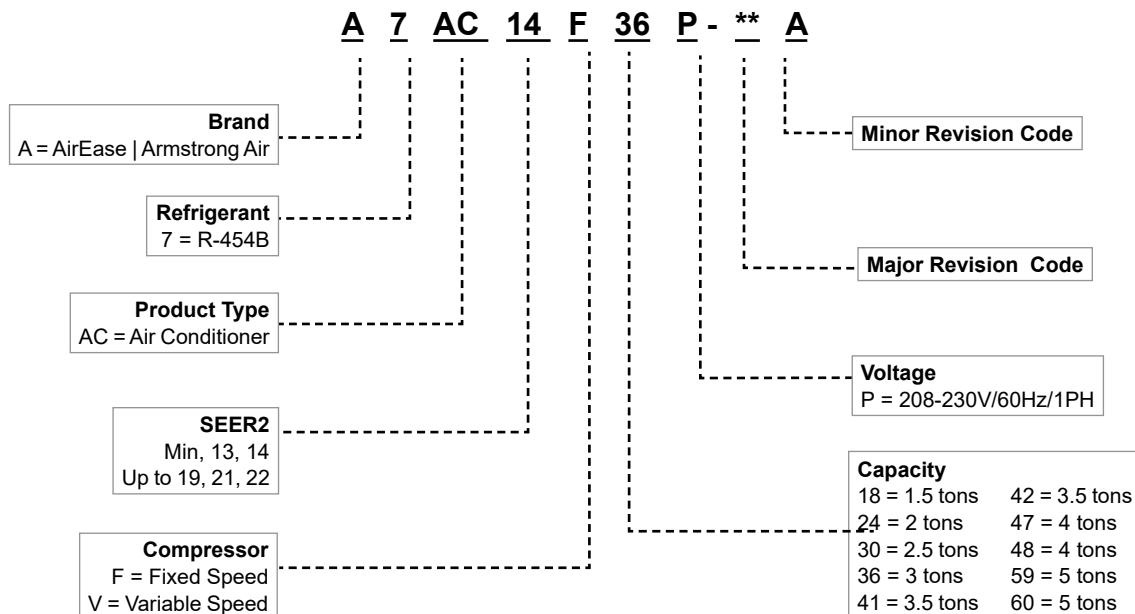 A 7 AC 14 F 36 P - ** A
Brand
A = AirEase | Armstrong Air
Refrigerant
7 = R-454B
Product Type
AC = Air Conditioner
SEER2
Min, 13, 14
Up to 19, 21, 22
Compressor
F = Fixed Speed
V = Variable Speed
Minor Revision Code
Major Revision Code
Voltage
P = 208-230V/60Hz/1PH
Capacity
18 = 1.5 tons 42 = 3.5 tons
24 = 2 tons 47 = 4 tons
30 = 2.5 tons 48 = 4 tons
36 = 3 tons 59 = 5 tons
41 = 3.5 tons 60 = 5 tons